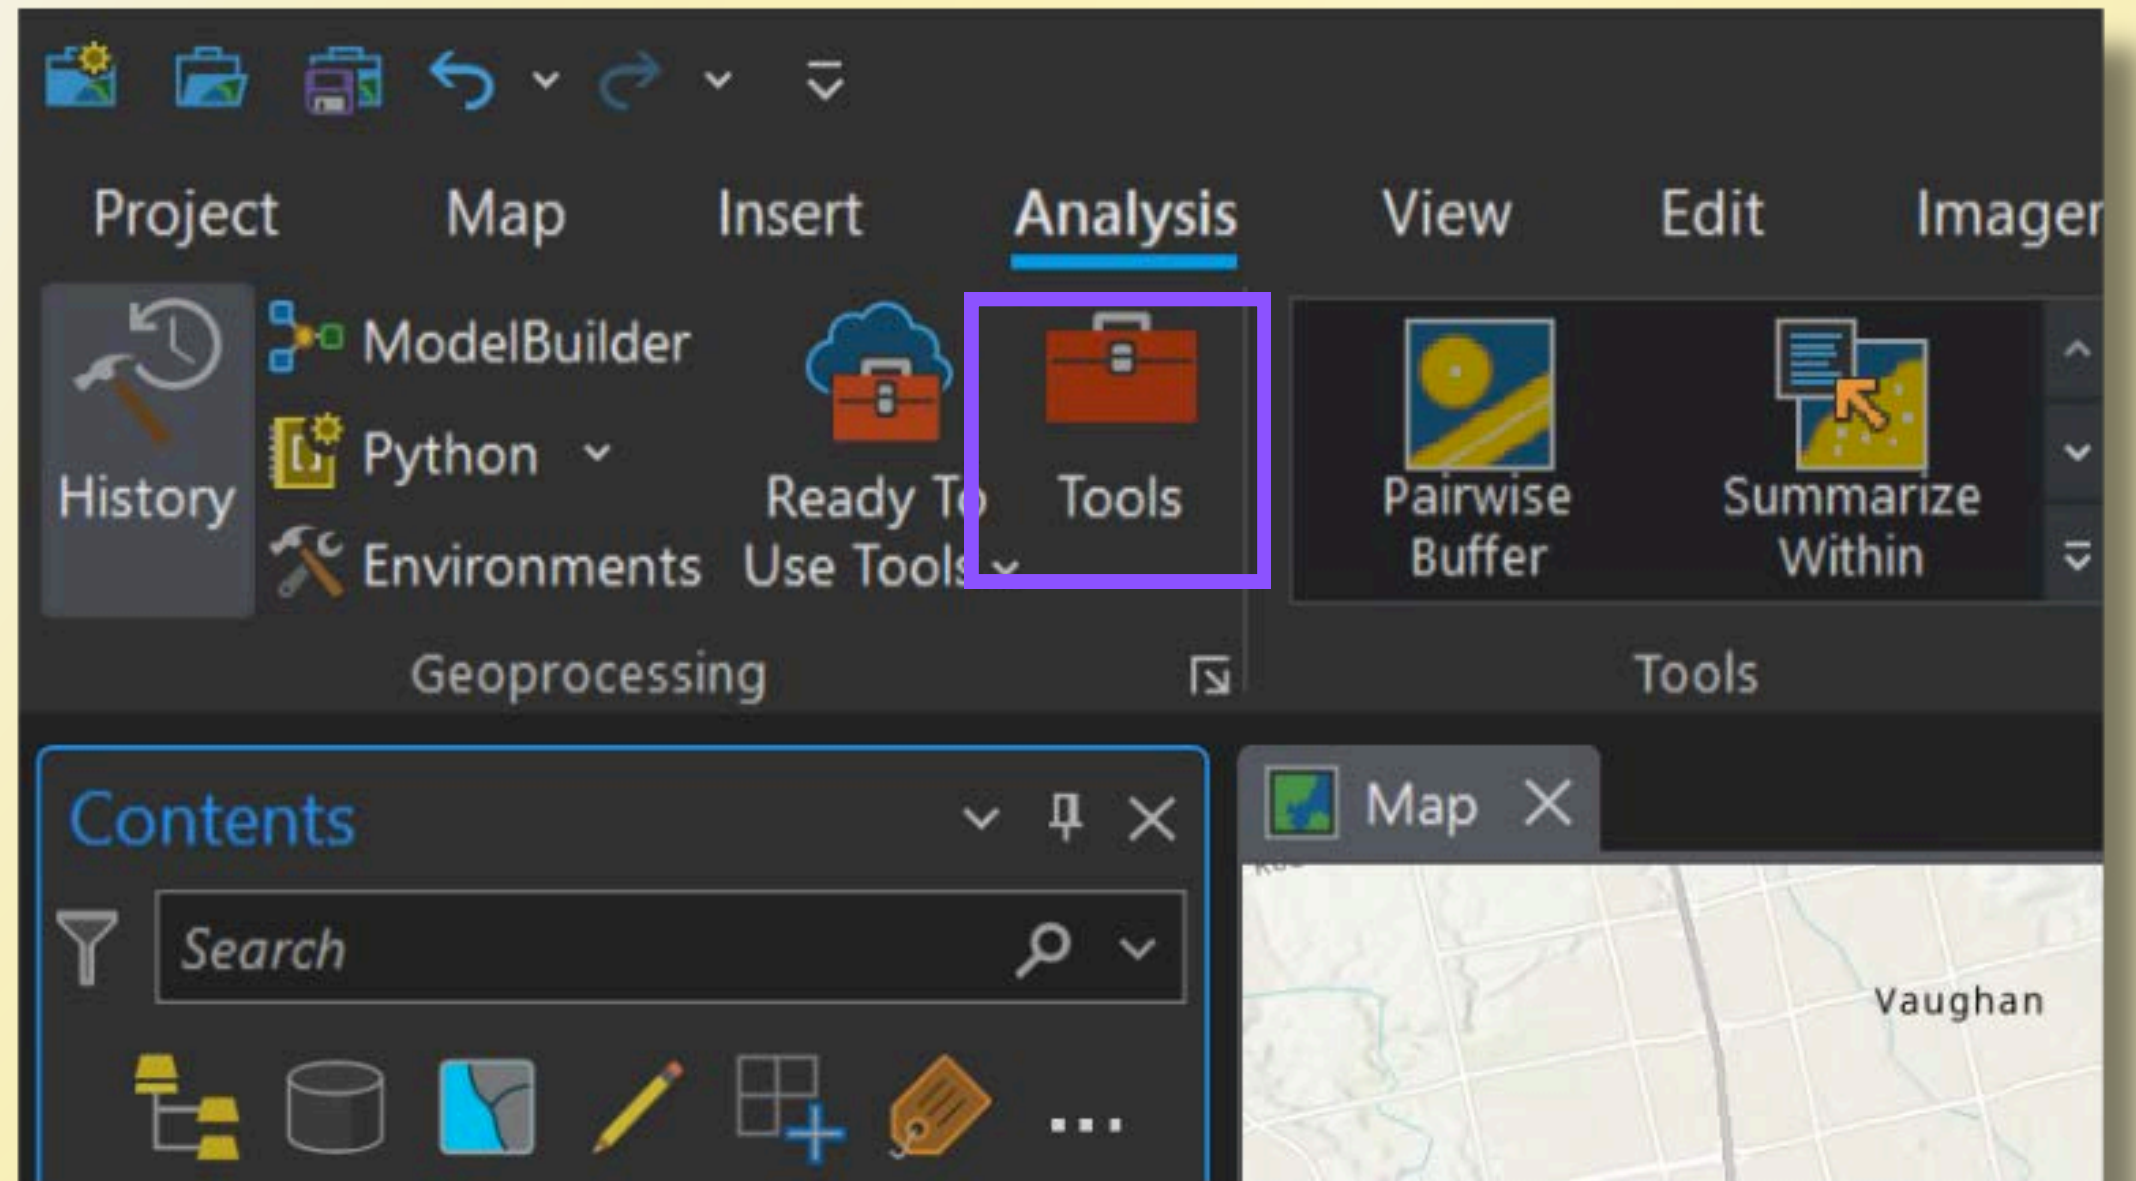 Project Map Insert Analysis View Edit Imager
History
ModelBuilder
Python
Environments
Ready To
Use Tools
Tools
Pairwise
Buffer
Summarize
Within
Geoprocessing
Tools
Contents
Search
Map
Vaughan